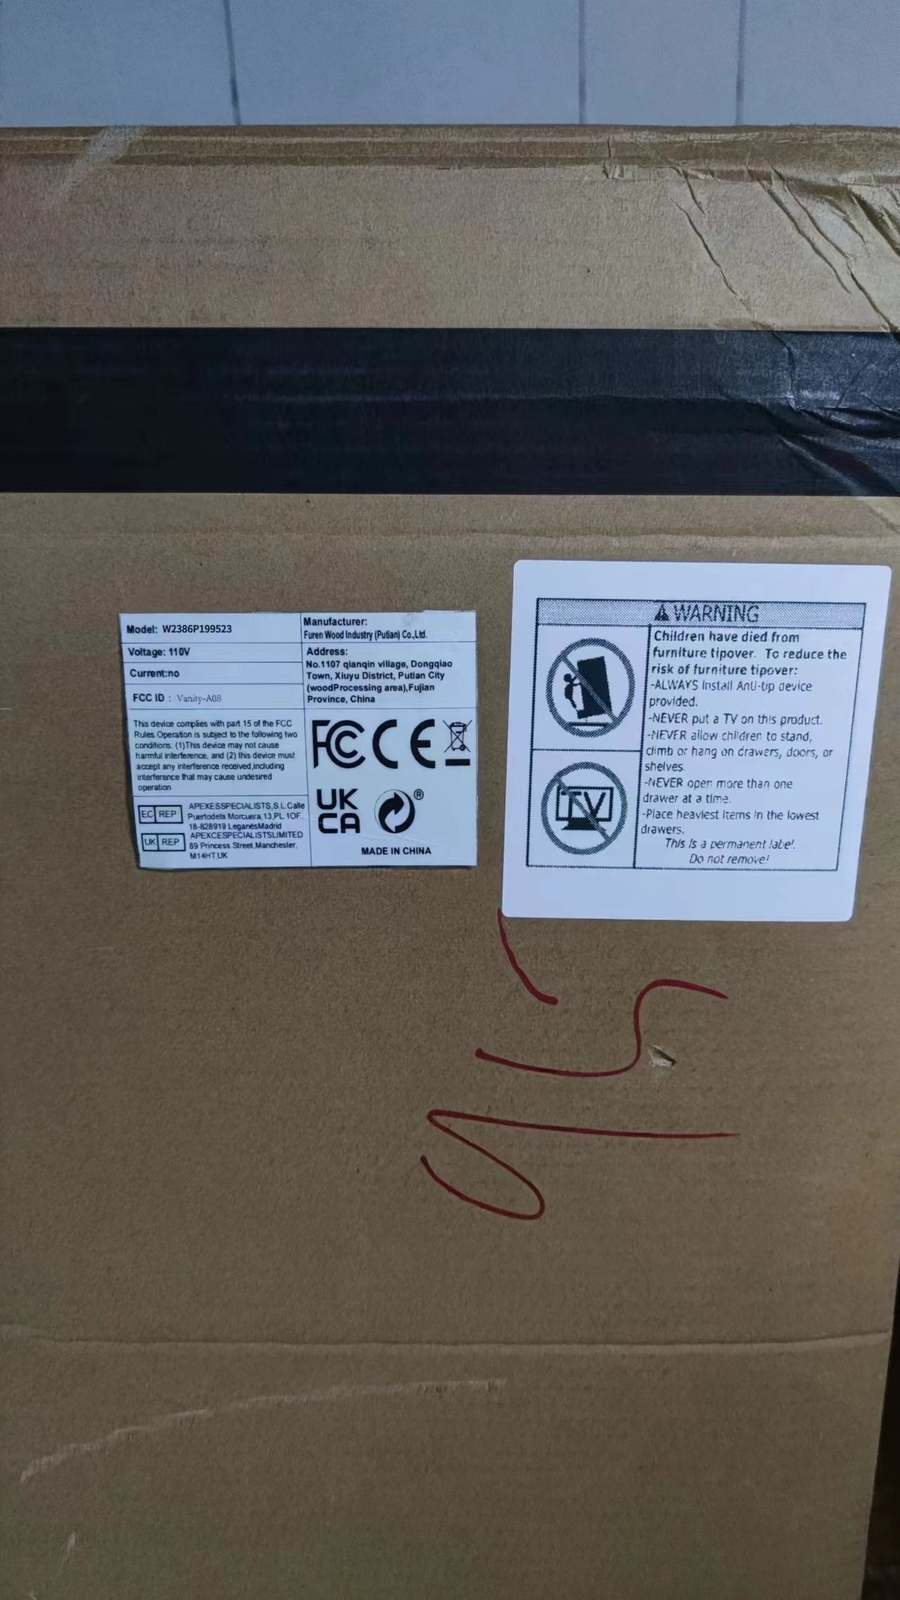 Model: W2386P199523
Voltage: 110V
Current:no
FCC ID : Vanity-A08
This device complies with part 15 of the FCC
Rules Operation is subject to the following two
conditions. (1)This device may not cause
harmful interference, and (2) this device must
accept any interference received,including
interference that may cause undesired
operation
EC REP
APEXESSPECIALISTS,S.L.Calle
Puertodela Morcuera,13,PL 1OF..
18-828919 LeganésMadrid
UK REP
APEXCESPECIALISTSLIMITED
89 Princess Street,Manchester,
M14HT,UK
Manufacturer:
Furen Wood Industry (Putian) Co.,Ltd.
Address:
No.1107 qianqin village, Dongqiao
Town, Xiuyu District, Putian City
(woodProcessing area),Fujian
Province, China
FC CE
UK
CA
®
MADE IN CHINA
WARNING
Children have died from
furniture tipover. To reduce the
risk of furniture tipover:
-ALWAYS Install Anti-tip device
provided.
-NEVER put a TV on this product.
-NEVER allow children to stand,
climb or hang on drawers, doors, or
shelves.
-NEVER open more than one
drawer at a time.
-Place heaviest items in the lowest
drawers.
This is a permanent label.
Do not remove!
TV
95